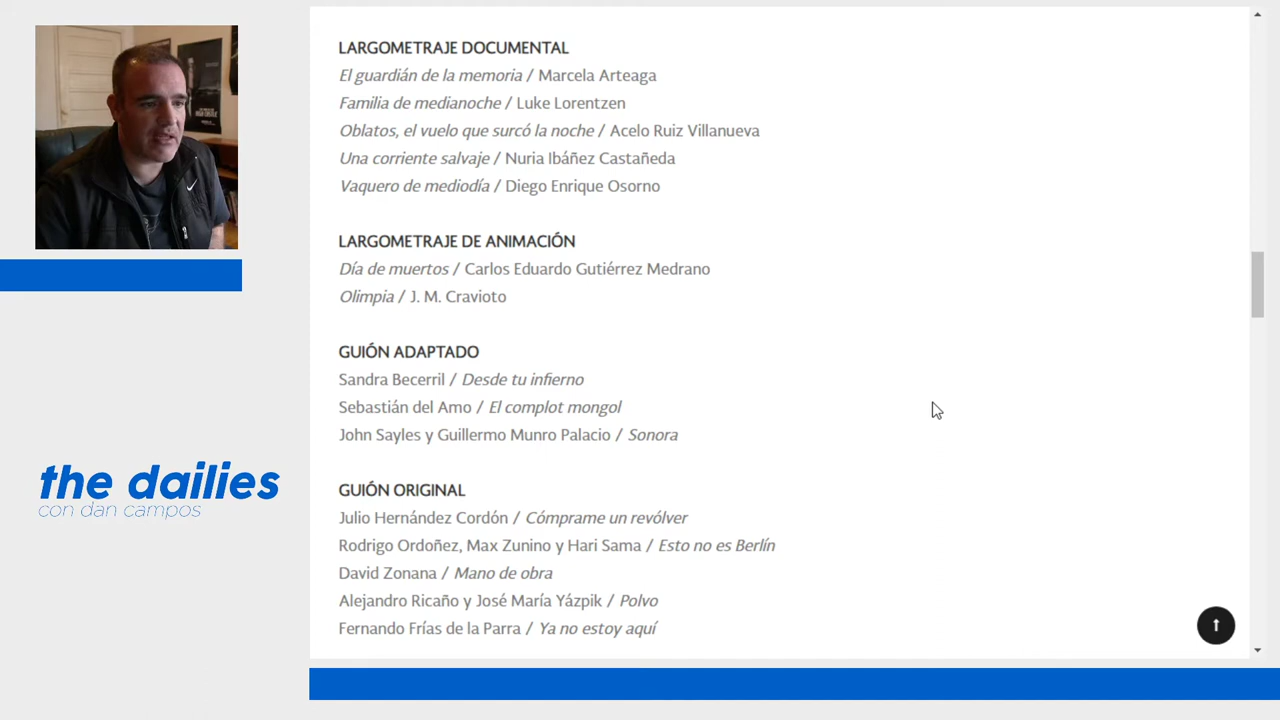 LARGOMETRAJE DOCUMENTAL
El guardián de la memoria / Marcela Arteaga
Familia de medianoche / Luke Lorentzen
Oblatos, el vuelo que surcó la noche / Acelo Ruiz Villanueva
Una corriente salvaje / Nuria Ibáñez Castañeda
Vaquero de mediodía / Diego Enrique Osorno
LARGOMETRAJE DE ANIMACIÓN
Día de muertos / Carlos Eduardo Gutiérrez Medrano
Olimpia / J. M. Cravioto
GUIÓN ADAPTADO
Sandra Becerril / Desde tu infierno
Sebastián del Amo / El complot mongol
John Sayles y Guillermo Munro Palacio / Sonora
GUIÓN ORIGINAL
Julio Hernández Cordón / Cómprame un revólver
Rodrigo Ordoñez, Max Zunino y Hari Sama / Esto no es Berlín
David Zonana / Mano de obra
Alejandro Ricaño y José María Yázpik / Polvo
Fernando Frías de la Parra / Ya no estoy aquí
the dailies
con dan campos